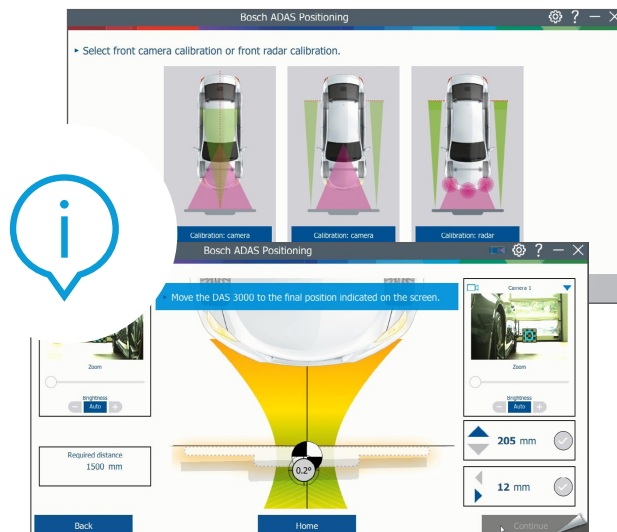 Bosch ADAS Positioning
Select front camera calibration or front radar calibration.
Calibration: camera
Calibration: camera
Calibration: radar
Bosch ADAS Positioning
Move the DAS 3000 to the final position indicated on the screen.
Camera 1
Zoom
Zoom
Brightness
Auto
Brightness
Auto
Required distance
1500 mm
0.2°
205 mm
12 mm
Back
Home
Continue